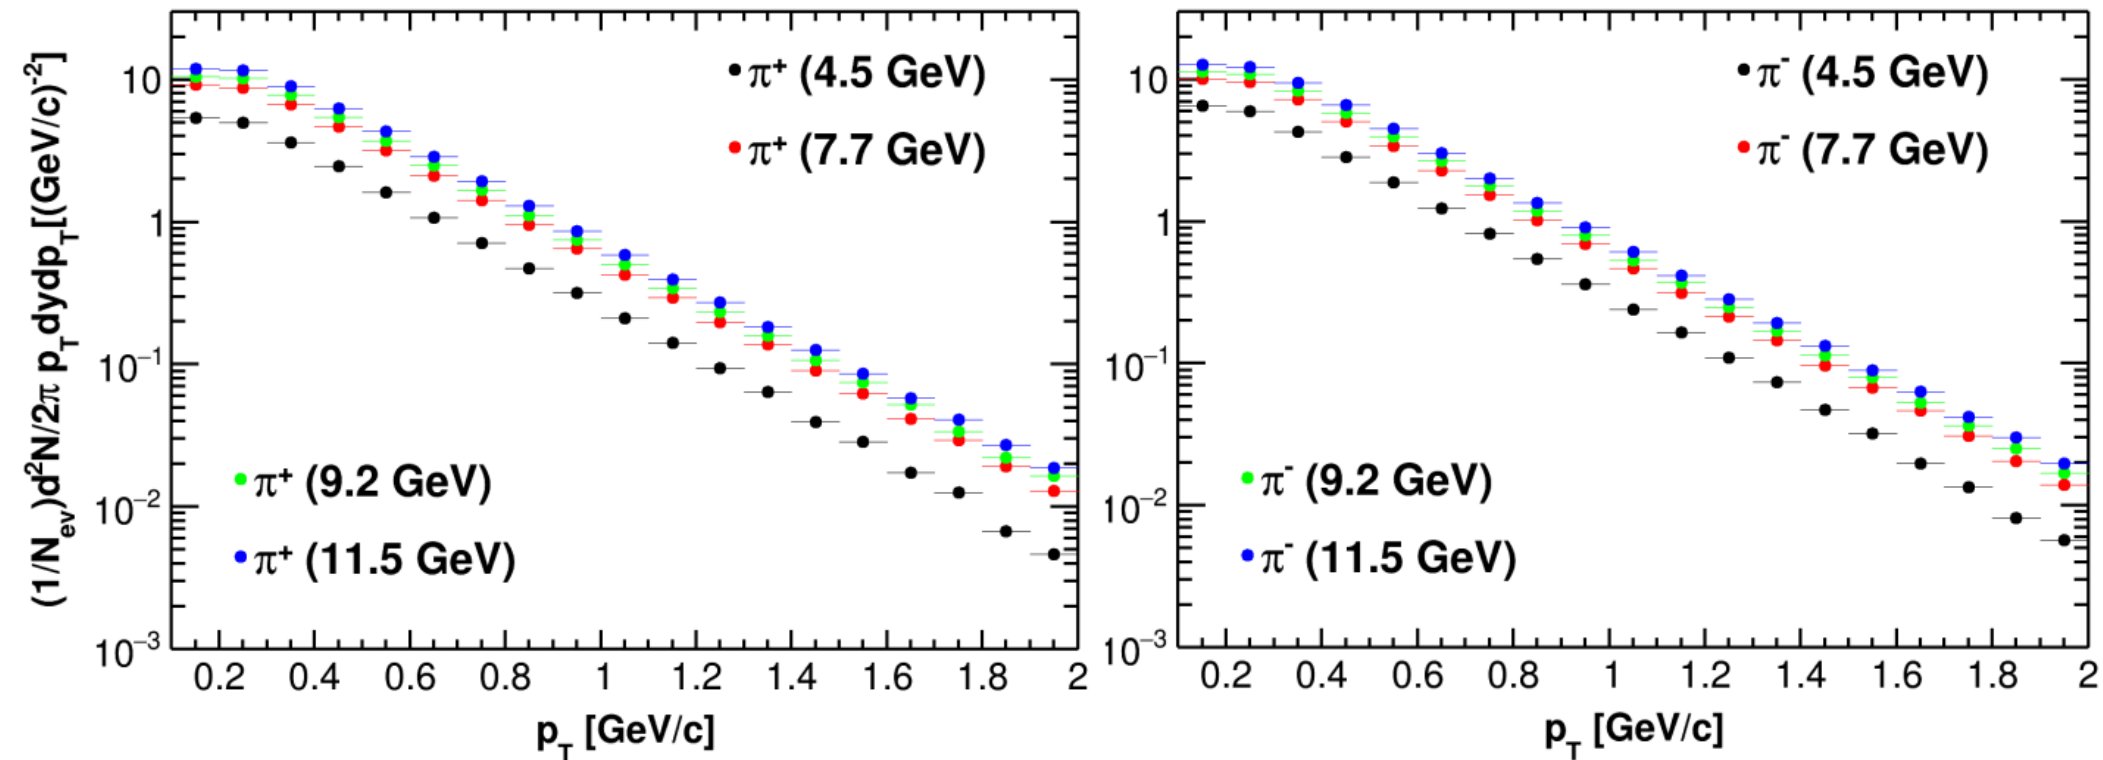 (1/N_ev)d²N/2π p_T dydp_T[(GeV/c)⁻²]
10
1
10⁻¹
10⁻²
10⁻³
π⁺ (4.5 GeV)
π⁺ (7.7 GeV)
π⁺ (9.2 GeV)
π⁺ (11.5 GeV)
0.2 0.4 0.6 0.8 1 1.2 1.4 1.6 1.8 2
p_T [GeV/c]
10
1
10⁻¹
10⁻²
10⁻³
π⁻ (4.5 GeV)
π⁻ (7.7 GeV)
π⁻ (9.2 GeV)
π⁻ (11.5 GeV)
0.2 0.4 0.6 0.8 1 1.2 1.4 1.6 1.8 2
p_T [GeV/c]